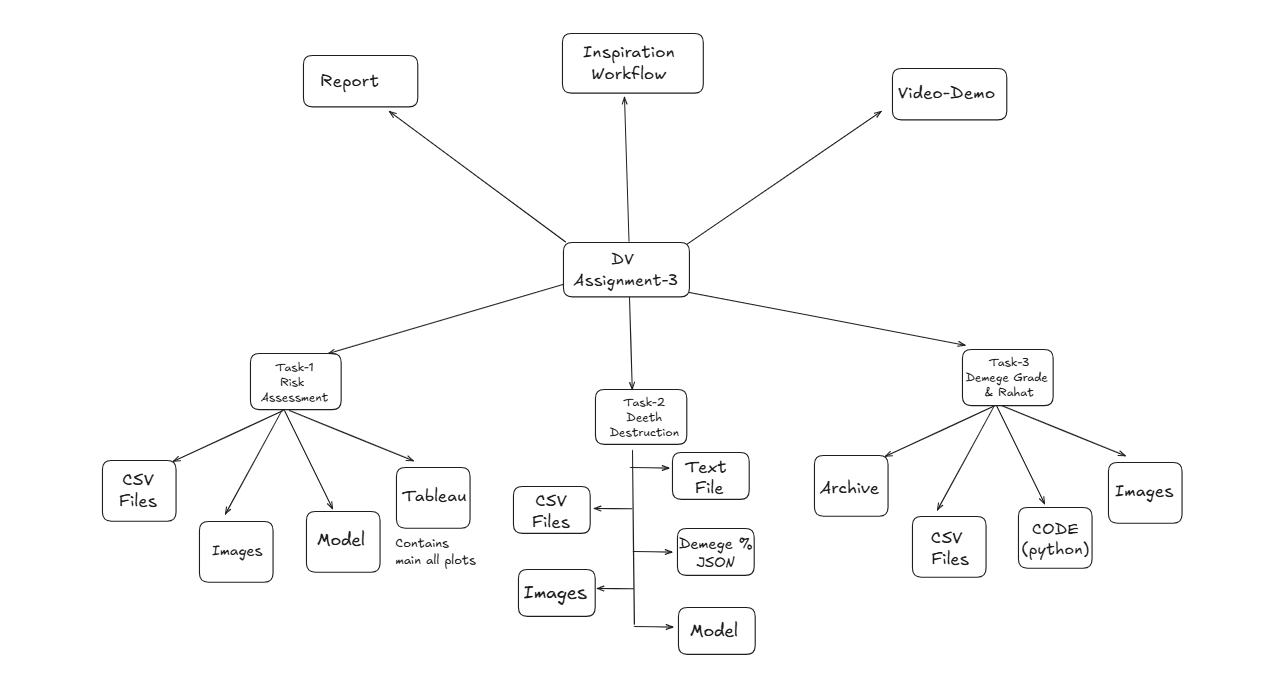 Report
Inspiration
Workflow
Video-Demo
DV
Assignment-3
Task-1
Risk
Assessment
CSV
Files
Images
Model
Tableau
Contains
main all plots
Task-2
Deeth
Destruction
Text
File
CSV
Files
Demege %
JSON
Images
Model
Task-3
Demege Grade
& Rahat
Archive
CSV
Files
CODE
(python)
Images